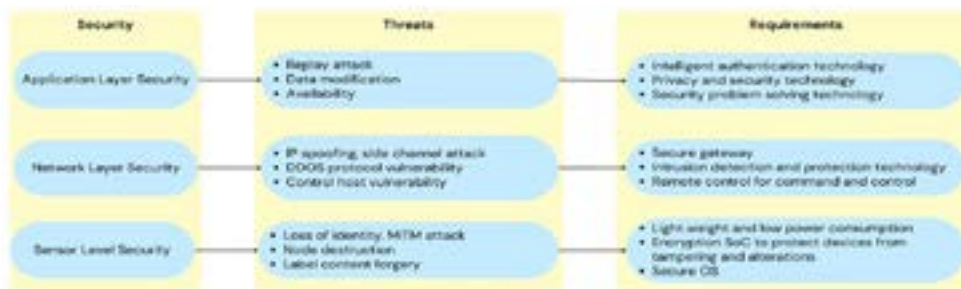 Security
Threats
Requirements
Application Layer Security
• Replay attack
• Data modification
• Availability
• Intelligent authentication technology
• Privacy and security technology
• Security problem solving technology
Network Layer Security
• IP spoofing, side channel attack
• DDOS protocol vulnerability
• Control host vulnerability
• Secure gateway
• Intrusion detection and protection technology
• Remote control for command and control
Sensor Level Security
• Loss of identity, MITM attack
• Node destruction
• Label content forgery
• Light weight and low power consumption
• Encryption SoC to protect devices from
tampering and alterations
• Secure OS